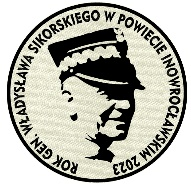 ROK GEN. WŁADYSŁAWA SIKORSKIEGO W POWIECIE INOWROCŁAWSKIM 2023